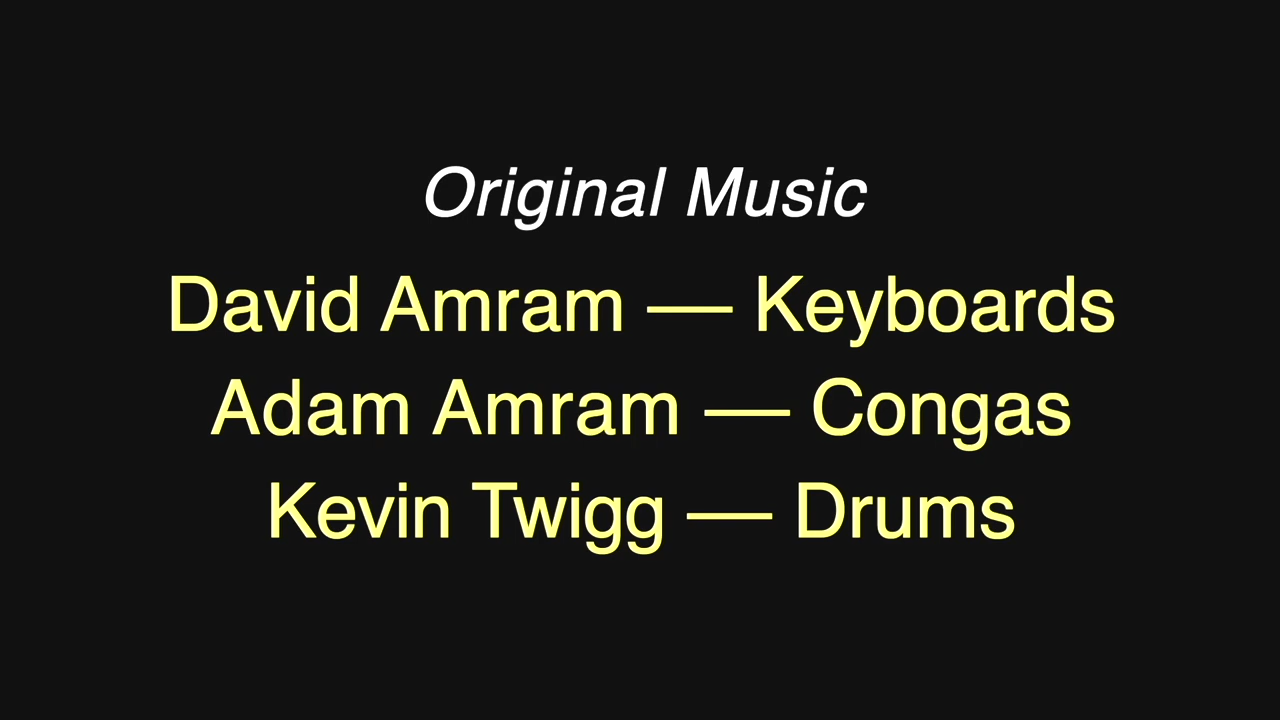 Original Music
David Amram — Keyboards
Adam Amram — Congas
Kevin Twigg — Drums